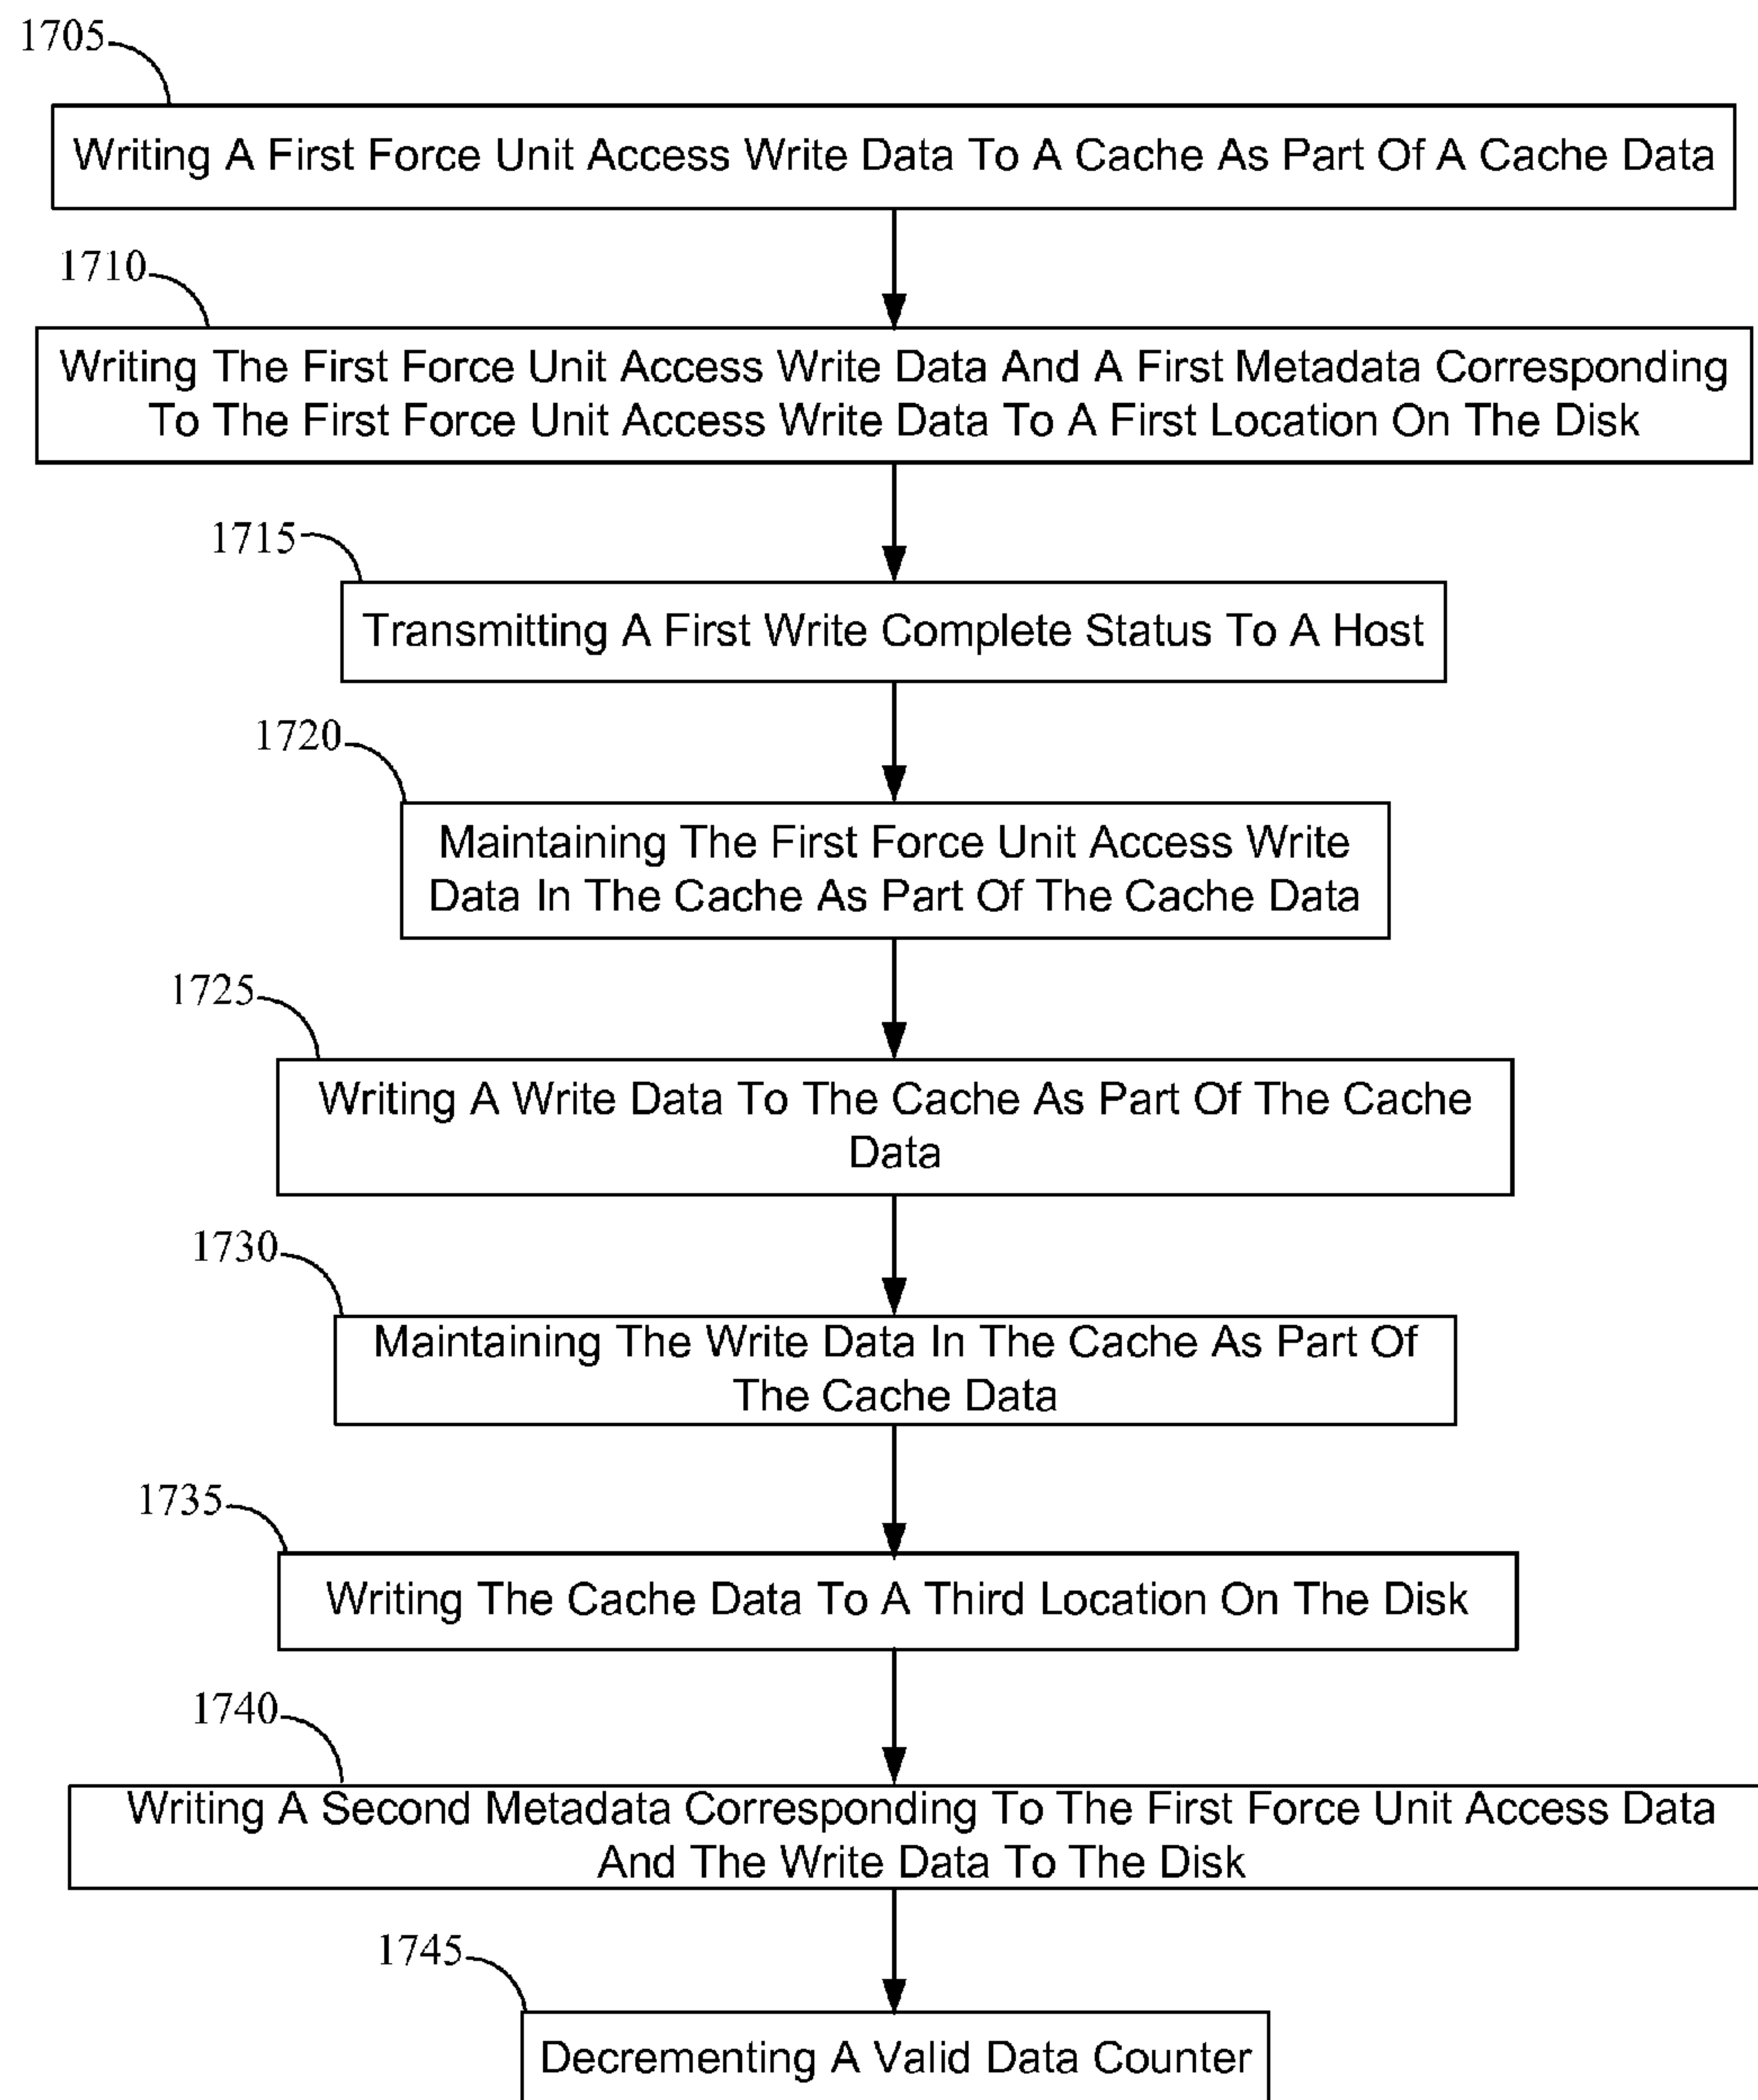 1705
Writing A First Force Unit Access Write Data To A Cache As Part Of A Cache Data
1710
Writing The First Force Unit Access Write Data And A First Metadata Corresponding
To The First Force Unit Access Write Data To A First Location On The Disk
1715
Transmitting A First Write Complete Status To A Host
1720
Maintaining The First Force Unit Access Write
Data In The Cache As Part Of The Cache Data
1725
Writing A Write Data To The Cache As Part Of The Cache
Data
1730
Maintaining The Write Data In The Cache As Part Of
The Cache Data
1735
Writing The Cache Data To A Third Location On The Disk
1740
Writing A Second Metadata Corresponding To The First Force Unit Access Data
And The Write Data To The Disk
1745
Decrementing A Valid Data Counter